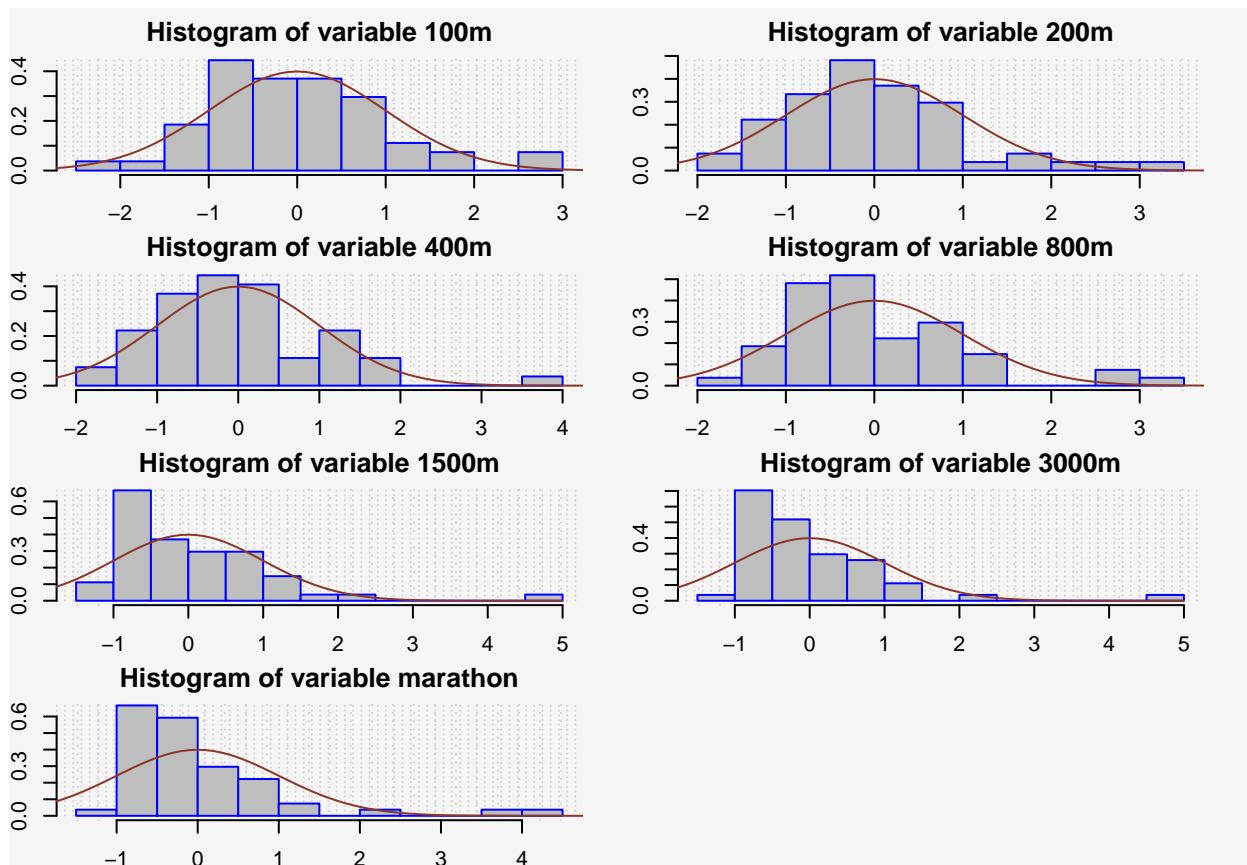 Histogram of variable 100m
0.0 0.2 0.4
−2 −1 0 1 2 3
Histogram of variable 200m
0.0 0.3
−2 −1 0 1 2 3
Histogram of variable 400m
0.0 0.2 0.4
−2 −1 0 1 2 3 4
Histogram of variable 800m
0.0 0.3
−2 −1 0 1 2 3
Histogram of variable 1500m
0.0 0.3 0.6
−1 0 1 2 3 4 5
Histogram of variable 3000m
0.0 0.4
−1 0 1 2 3 4 5
Histogram of variable marathon
0.0 0.3 0.6
−1 0 1 2 3 4